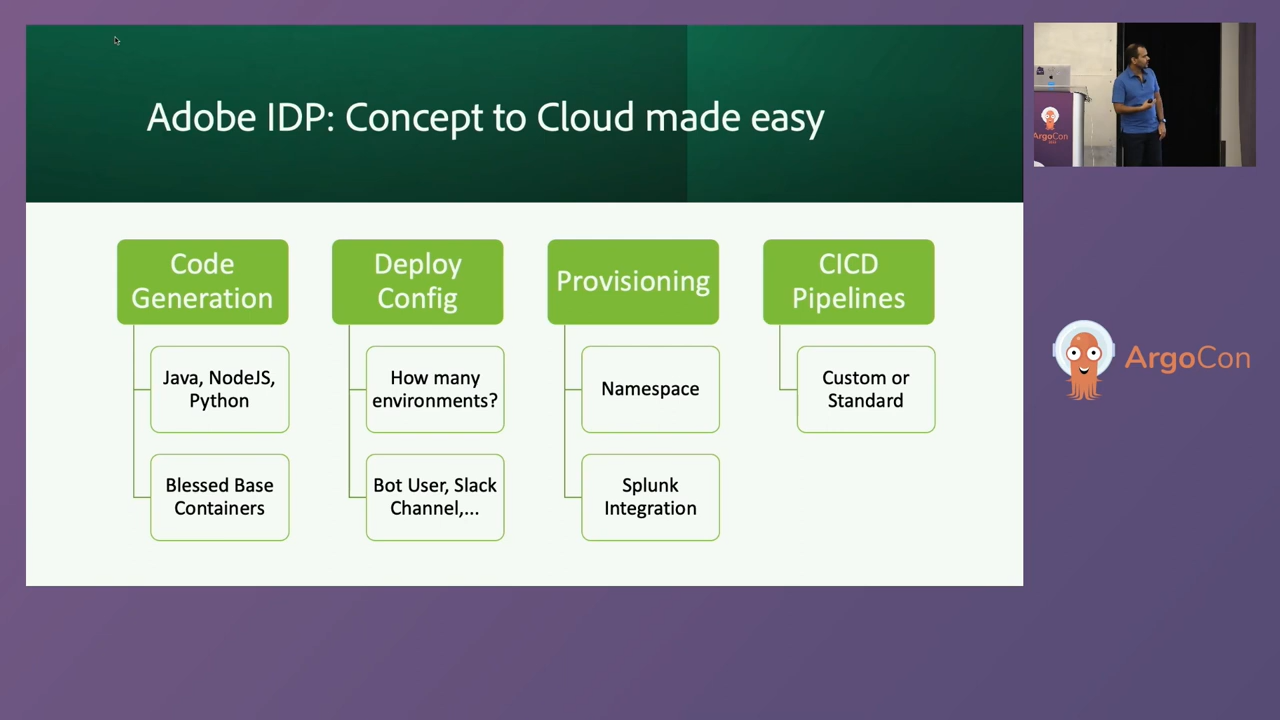 Adobe IDP: Concept to Cloud made easy
Code
Generation
Java, NodeJS,
Python
Blessed Base
Containers
Deploy
Config
How many
environments?
Bot User, Slack
Channel,...
Provisioning
Namespace
Splunk
Integration
CICD
Pipelines
Custom or
Standard
ArgoCon
ArgoCon